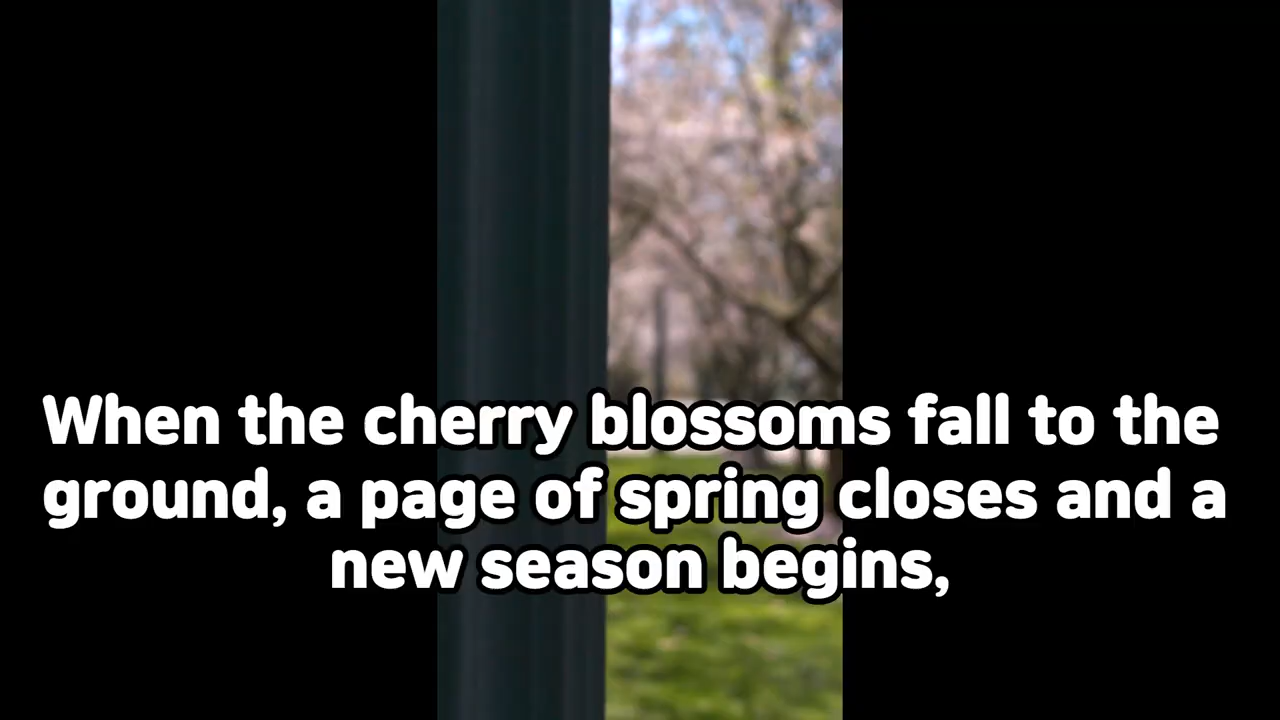 When the cherry blossoms fall to the
ground, a page of spring closes and a
new season begins,